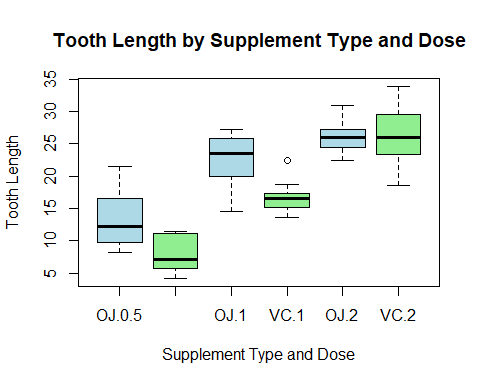 Tooth Length by Supplement Type and Dose
Tooth Length
35
30
25
20
15
10
5
OJ.0.5
OJ.1
VC.1
OJ.2
VC.2
Supplement Type and Dose